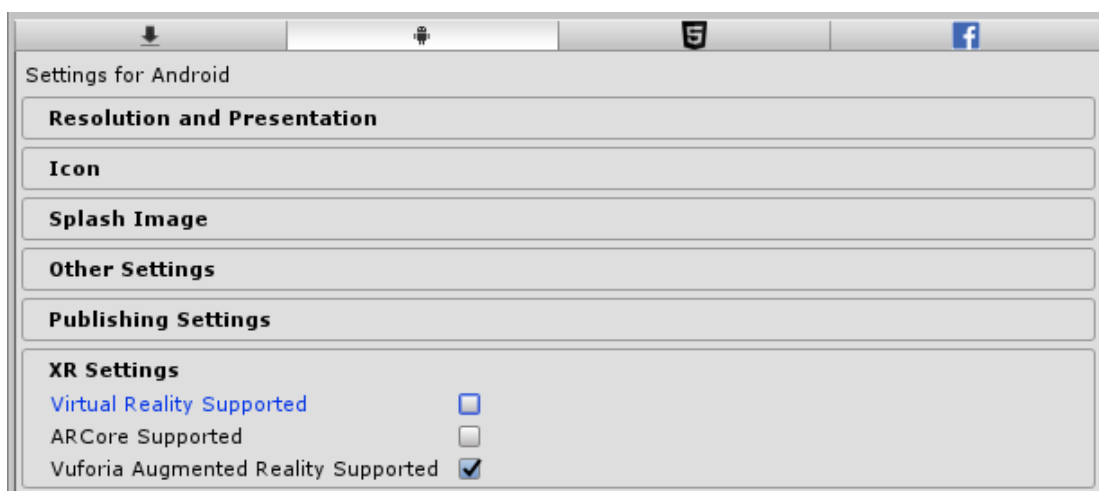 Settings for Android
Resolution and Presentation
Icon
Splash Image
Other Settings
Publishing Settings
XR Settings
Virtual Reality Supported
ARCore Supported
Vuforia Augmented Reality Supported